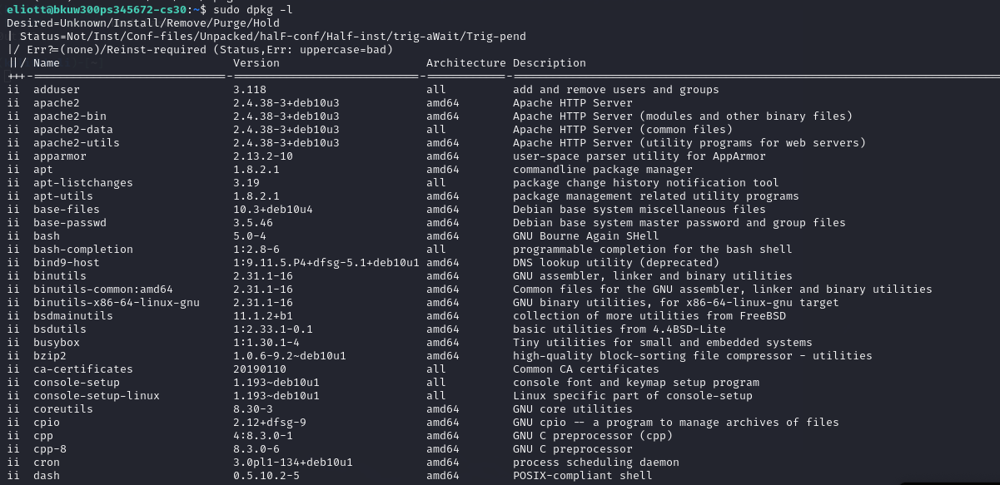 eliott@bkuw300ps345672-cs30:~$ sudo dpkg -l
Desired=Unknown/Install/Remove/Purge/Hold
| Status=Not/Inst/Conf-files/Unpacked/halF-conf/Half-inst/trig-aWait/Trig-pend
|/ Err?=(none)/Reinst-required (Status,Err: uppercase=bad)
||/ Name Version Architecture Description
+++-=============================-============================-============-==========================================================================
ii adduser 3.118 all add and remove users and groups
ii apache2 2.4.38-3+deb10u3 amd64 Apache HTTP Server
ii apache2-bin 2.4.38-3+deb10u3 amd64 Apache HTTP Server (modules and other binary files)
ii apache2-data 2.4.38-3+deb10u3 all Apache HTTP Server (common files)
ii apache2-utils 2.4.38-3+deb10u3 amd64 Apache HTTP Server (utility programs for web servers)
ii apparmor 2.13.2-10 amd64 user-space parser utility for AppArmor
ii apt 1.8.2.1 amd64 commandline package manager
ii apt-listchanges 3.19 all package change history notification tool
ii apt-utils 1.8.2.1 amd64 package management related utility programs
ii base-files 10.3+deb10u4 amd64 Debian base system miscellaneous files
ii base-passwd 3.5.46 amd64 Debian base system master password and group files
ii bash 5.0-4 amd64 GNU Bourne Again SHell
ii bash-completion 1:2.8-6 all programmable completion for the bash shell
ii bind9-host 1:9.11.5.P4+dfsg-5.1+deb10u1 amd64 DNS lookup utility (deprecated)
ii binutils 2.31.1-16 amd64 GNU assembler, linker and binary utilities
ii binutils-common:amd64 2.31.1-16 amd64 Common files for the GNU assembler, linker and binary utilities
ii binutils-x86-64-linux-gnu 2.31.1-16 amd64 GNU binary utilities, for x86-64-linux-gnu target
ii bsdmainutils 11.1.2+b1 amd64 collection of more utilities from FreeBSD
ii bsdutils 1:2.33.1-0.1 amd64 basic utilities from 4.4BSD-Lite
ii busybox 1:1.30.1-4 amd64 Tiny utilities for small and embedded systems
ii bzip2 1.0.6-9.2~deb10u1 amd64 high-quality block-sorting file compressor - utilities
ii ca-certificates 20190110 all Common CA certificates
ii console-setup 1.193~deb10u1 all console font and keymap setup program
ii console-setup-linux 1.193~deb10u1 all Linux specific part of console-setup
ii coreutils 8.30-3 amd64 GNU core utilities
ii cpio 2.12+dfsg-9 amd64 GNU cpio -- a program to manage archives of files
ii cpp 4:8.3.0-1 amd64 GNU C preprocessor (cpp)
ii cpp-8 8.3.0-6 amd64 GNU C preprocessor
ii cron 3.0pl1-134+deb10u1 amd64 process scheduling daemon
ii dash 0.5.10.2-5 amd64 POSIX-compliant shell